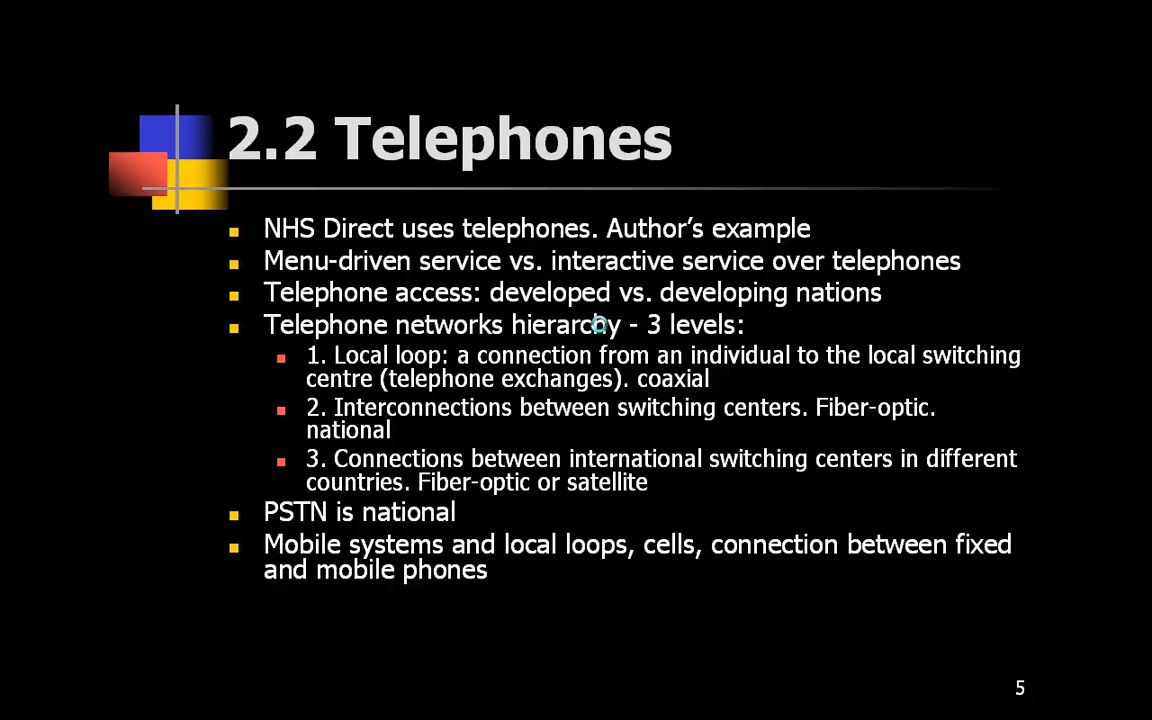 2.2 Telephones
NHS Direct uses telephones. Author’s example
Menu-driven service vs. interactive service over telephones
Telephone access: developed vs. developing nations
Telephone networks hierarchy - 3 levels:
1. Local loop: a connection from an individual to the local switching
centre (telephone exchanges). coaxial
2. Interconnections between switching centers. Fiber-optic.
national
3. Connections between international switching centers in different
countries. Fiber-optic or satellite
PSTN is national
Mobile systems and local loops, cells, connection between fixed
and mobile phones
5